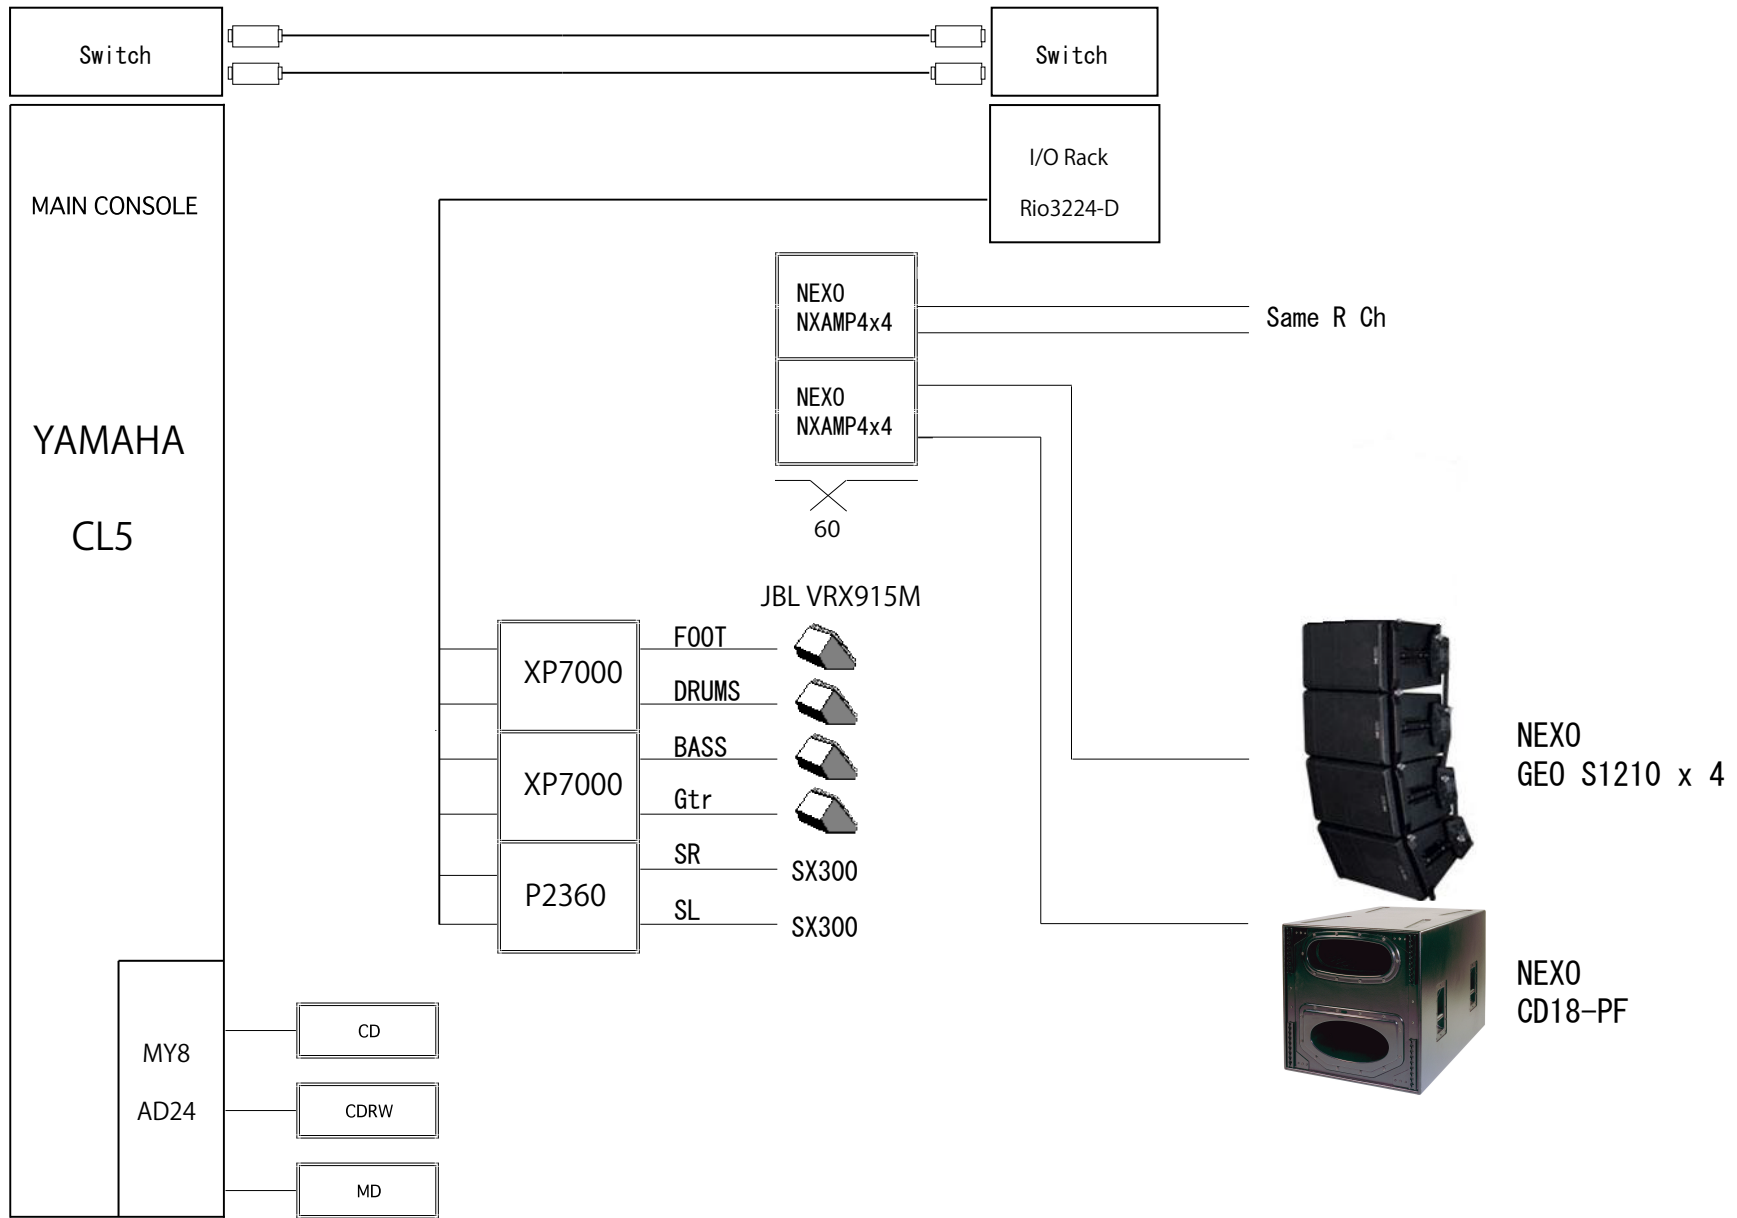 Switch
Switch
I/O Rack
Rio3224-D
MAIN CONSOLE
YAMAHA
CL5
NEXO
NXAMP4x4
Same R Ch
NEXO
NXAMP4x4
60
JBL VRX915M
XP7000
FOOT
DRUMS
XP7000
BASS
Gtr
P2360
SR
SX300
SL
SX300
NEXO
GEO S1210 x 4
NEXO
CD18-PF
MY8
AD24
CD
CDRW
MD